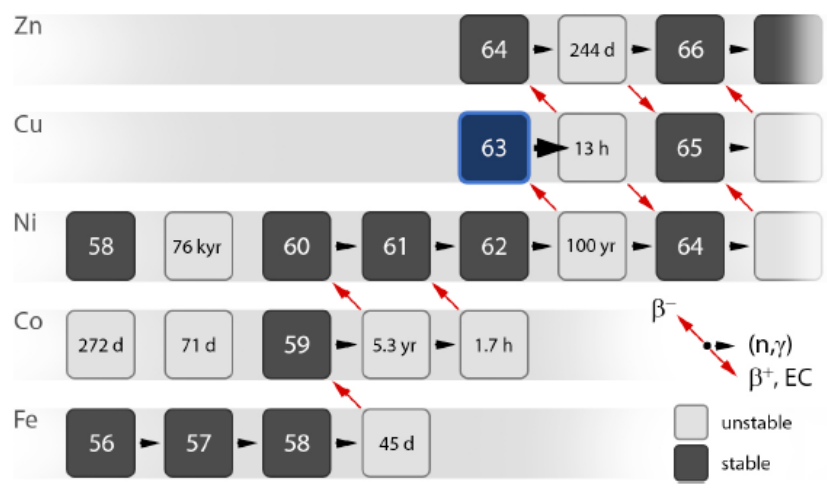 Zn
64 244 d 66
Cu
63 13 h 65
Ni
58 76 kyr 60 61 62 100 yr 64
Co
272 d 71 d 59 5.3 yr 1.7 h
β⁻
(n,γ)
β⁺, EC
Fe
56 57 58 45 d
unstable
stable